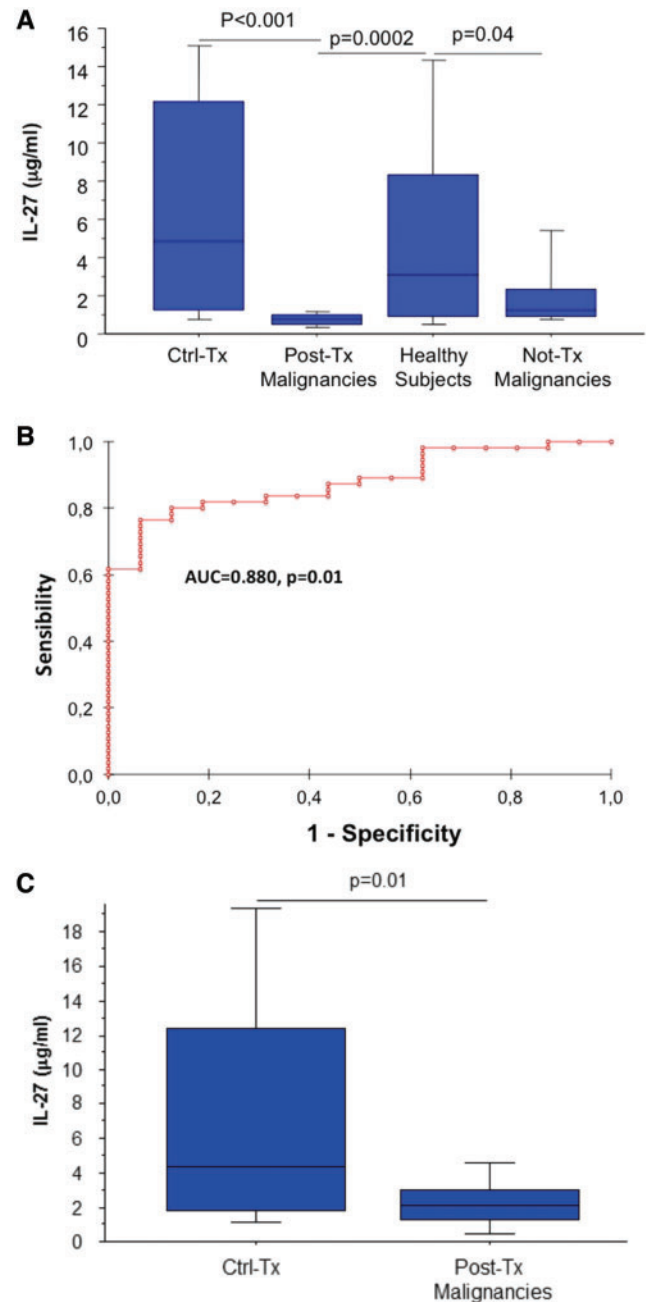 A
P<0.001
p=0.0002
p=0.04
IL-27 (µg/ml)
16
14
12
10
8
6
4
2
0
Ctrl-Tx
Post-Tx
Malignancies
Healthy
Subjects
Not-Tx
Malignancies
B
Sensibility
1,0
0,8
0,6
0,4
0,2
0,0
AUC=0.880, p=0.01
0,0 0,2 0,4 0,6 0,8 1,0
1 - Specificity
C
p=0.01
IL-27 (µg/ml)
18
16
14
12
10
8
6
4
2
0
Ctrl-Tx
Post-Tx
Malignancies